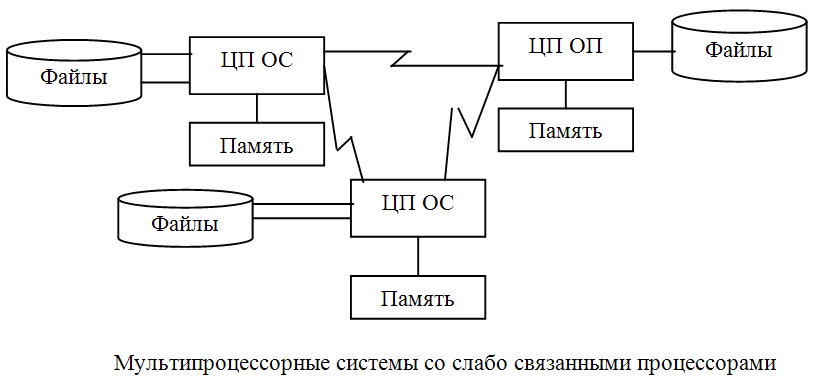 Файлы
ЦП ОС
ЦП ОП
Файлы
Память
Память
Файлы
ЦП ОС
Память
Мультипроцессорные системы со слабо связанными процессорами